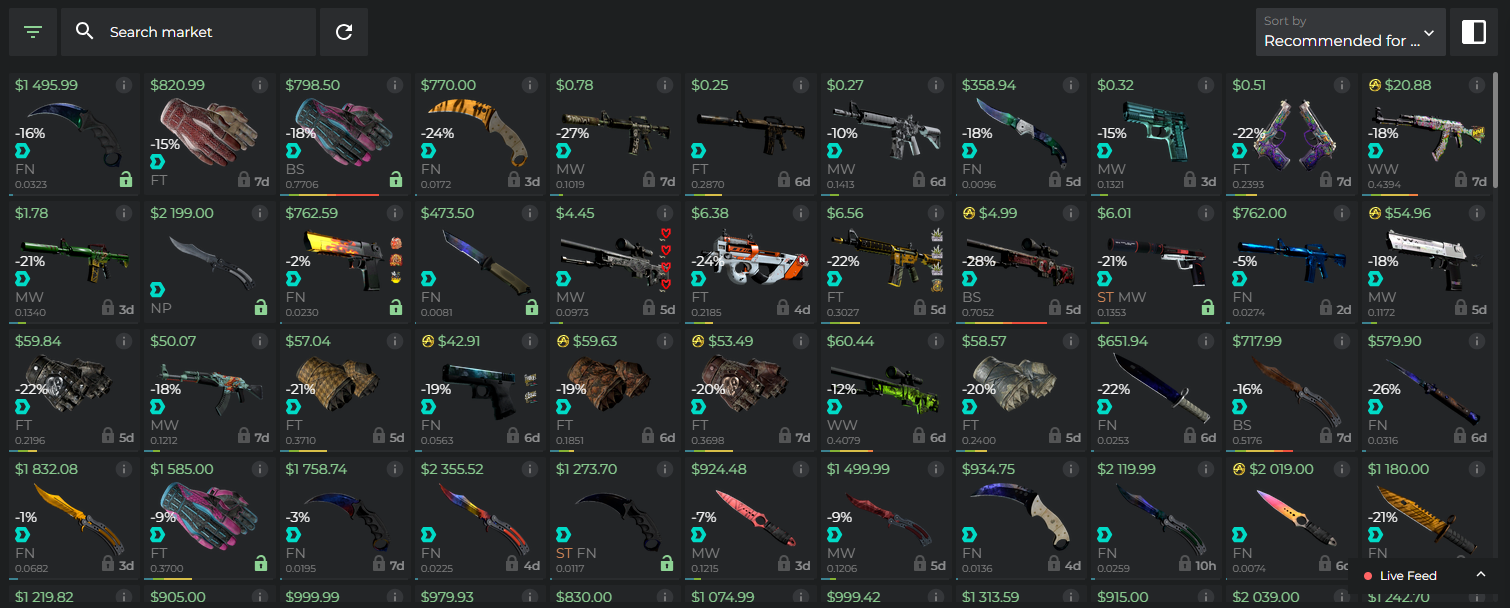 Search market
Sort by
Recommended for ...
$1 495.99
-16%
FN
0.0323
$820.99
-15%
FT
7d
$798.50
-18%
BS
0.7706
$770.00
-24%
FN
0.0172
3d
$0.78
-27%
MW
0.1019
7d
$0.25
FT
0.2870
6d
$0.27
-10%
MW
0.1413
6d
$358.94
-18%
FN
0.0096
5d
$0.32
-15%
MW
0.1321
3d
$0.51
-22%
FT
0.2393
7d
$20.88
-18%
WW
0.4394
7d
$1.78
-21%
MW
0.1340
3d
$2 199.00
NP
$762.59
-2%
FN
0.0230
$473.50
FN
0.0081
$4.45
MW
0.0973
5d
$6.38
-24%
FT
0.2185
4d
$6.56
-22%
FT
0.3027
5d
$4.99
-28%
BS
0.7052
5d
$6.01
-21%
ST MW
0.1353
$762.00
-5%
FN
0.0274
2d
$54.96
-18%
MW
0.1172
5d
$59.84
-22%
FT
0.2196
5d
$50.07
-18%
MW
0.1212
7d
$57.04
-21%
FT
0.3710
5d
$42.91
-19%
FN
0.0563
6d
$59.63
-19%
FT
0.1851
6d
$53.49
-20%
FT
0.3698
7d
$60.44
-12%
WW
0.4079
6d
$58.57
-20%
FT
0.2400
5d
$651.94
-22%
FN
0.0253
6d
$717.99
-16%
BS
0.5176
7d
$579.90
-26%
FN
0.0316
6d
$1 832.08
-1%
FN
0.0682
3d
$1 585.00
-9%
FT
0.3700
$1 758.74
-3%
FN
0.0195
7d
$2 355.52
FN
0.0225
4d
$1 273.70
ST FN
0.0117
$924.48
-7%
MW
0.1215
3d
$1 499.99
-9%
MW
0.1206
5d
$934.75
FN
0.0136
4d
$2 119.99
FN
0.0259
10h
$2 019.00
FN
0.0074
$1 180.00
-21%
FN
Live Feed
$1 219.82
$905.00
$999.99
$979.93
$830.00
$1 074.99
$999.42
$1 313.59
$915.00
$2 039.00
$1 242.70